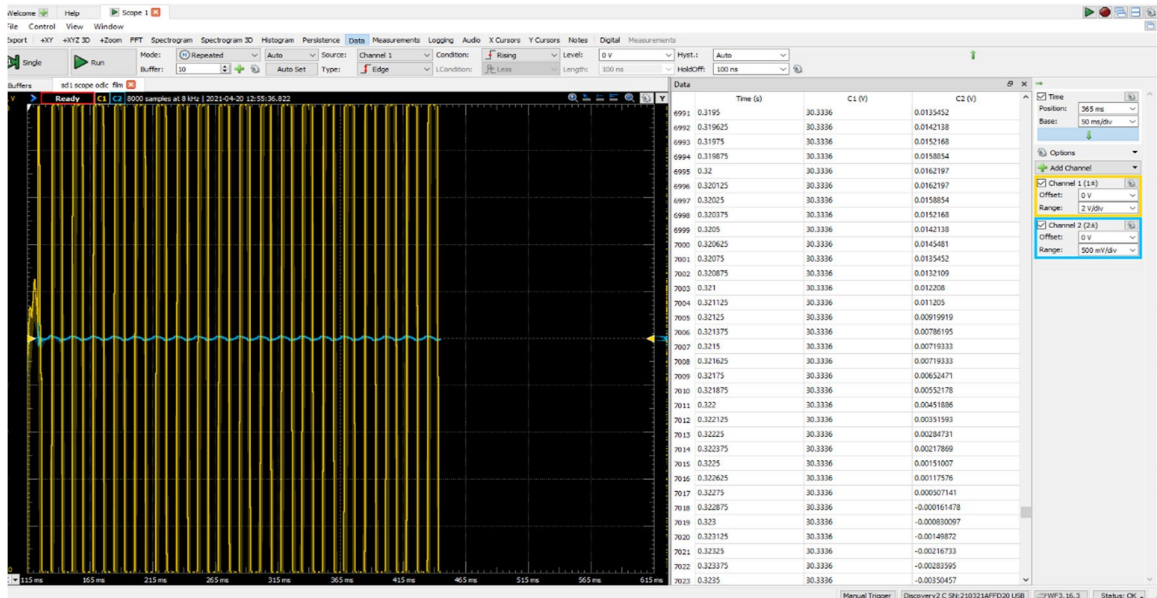 Welcome Help Scope 1
File Control View Window
Export +XY +XYZ 3D +Zoom FFT Spectrogram Spectrogram 3D Histogram Persistence Data Measurements Logging Audio X Cursors Y Cursors Notes Digital Measurements
Single Run Mode: Repeated Auto Source: Channel 1 Condition: Rising Level: 0 V Hyst.: Auto
Buffer: 10 Auto Set Type: Edge LCondition: Less Length: 100 ns HoldOff: 100 ns
Buffers sd1 scope odc flm Data
Ready C1 C2 8000 samples at 8 kHz | 2021-04-20 12:55:36.822 Y
Time (s) C1 (V) C2 (V)
6991 0.3195 30.3336 0.0135452
6992 0.319625 30.3336 0.0142138
6993 0.31975 30.3336 0.0152168
6994 0.319875 30.3336 0.0158854
6995 0.32 30.3336 0.0162197
6996 0.320125 30.3336 0.0162197
6997 0.32025 30.3336 0.0158854
6998 0.320375 30.3336 0.0152168
6999 0.3205 30.3336 0.0142138
7000 0.320625 30.3336 0.0145481
7001 0.32075 30.3336 0.0135452
7002 0.320875 30.3336 0.0132109
7003 0.321 30.3336 0.012208
7004 0.321125 30.3336 0.011205
7005 0.32125 30.3336 0.00919919
7006 0.321375 30.3336 0.00786195
7007 0.3215 30.3336 0.00719333
7008 0.321625 30.3336 0.00719333
7009 0.32175 30.3336 0.00652471
7010 0.321875 30.3336 0.00552178
7011 0.322 30.3336 0.00451886
7012 0.322125 30.3336 0.00351593
7013 0.32225 30.3336 0.00284731
7014 0.322375 30.3336 0.00217869
7015 0.3225 30.3336 0.00151007
7016 0.322625 30.3336 0.00117576
7017 0.32275 30.3336 0.000507141
7018 0.322875 30.3336 -0.000161478
7019 0.323 30.3336 -0.000830097
7020 0.323125 30.3336 -0.00149872
7021 0.32325 30.3336 -0.00216733
7022 0.323375 30.3336 -0.00283595
7023 0.3235 30.3336 -0.00350457
Time
Position: 365 ms
Base: 50 ms/div
Options
Add Channel
Channel 1 (1±)
Offset: 0 V
Range: 2 V/div
Channel 2 (2±)
Offset: 0 V
Range: 500 mV/div
115 ms 165 ms 215 ms 265 ms 315 ms 365 ms 415 ms 465 ms 515 ms 565 ms 615 ms
Manual Trigger Discovery2 C SN:210321AFFD20 USB WF3.16.3 Status: OK